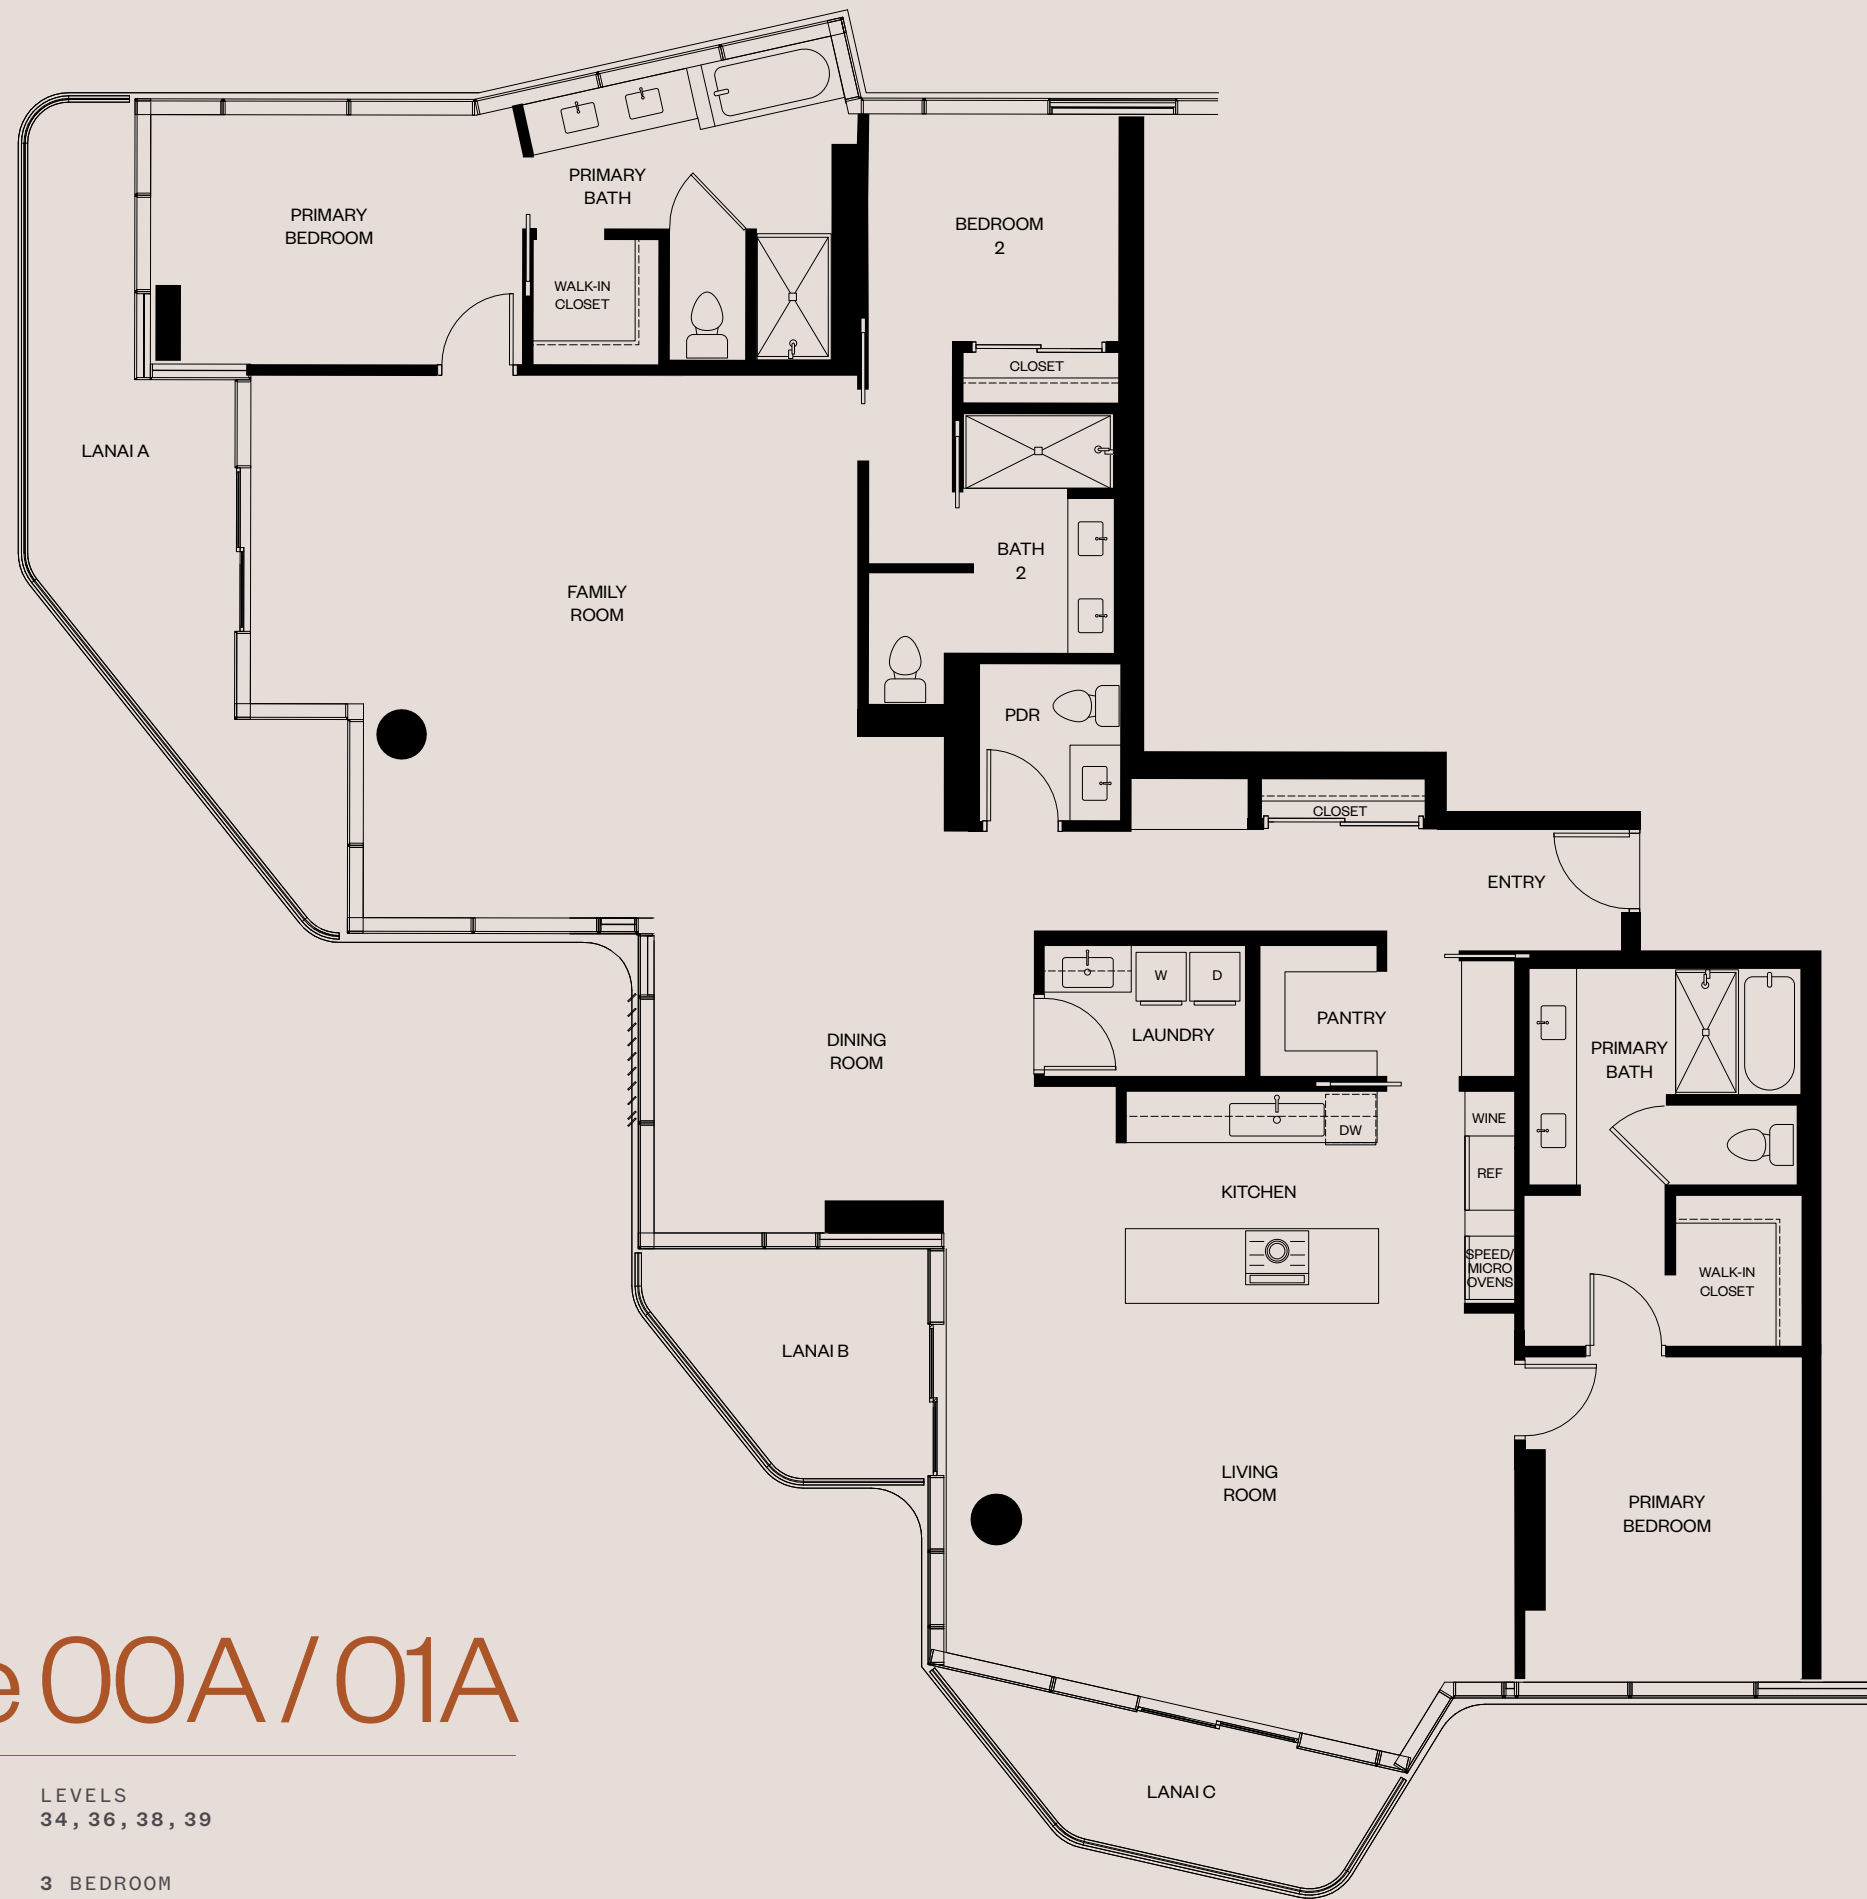 PRIMARY
BATH
PRIMARY
BEDROOM
BEDROOM
2
WALK-IN
CLOSET
CLOSET
LANAI A
BATH
2
FAMILY
ROOM
PDR
CLOSET
ENTRY
W
D
PANTRY
LAUNDRY
DINING
ROOM
PRIMARY
BATH
WINE
DW
REF
KITCHEN
SPEED/
MICRO
OVENS
WALK-IN
CLOSET
LANAI B
LIVING
ROOM
PRIMARY
BEDROOM
e 00A / 01A
LANAI C
LEVELS
34, 36, 38, 39
3 BEDROOM